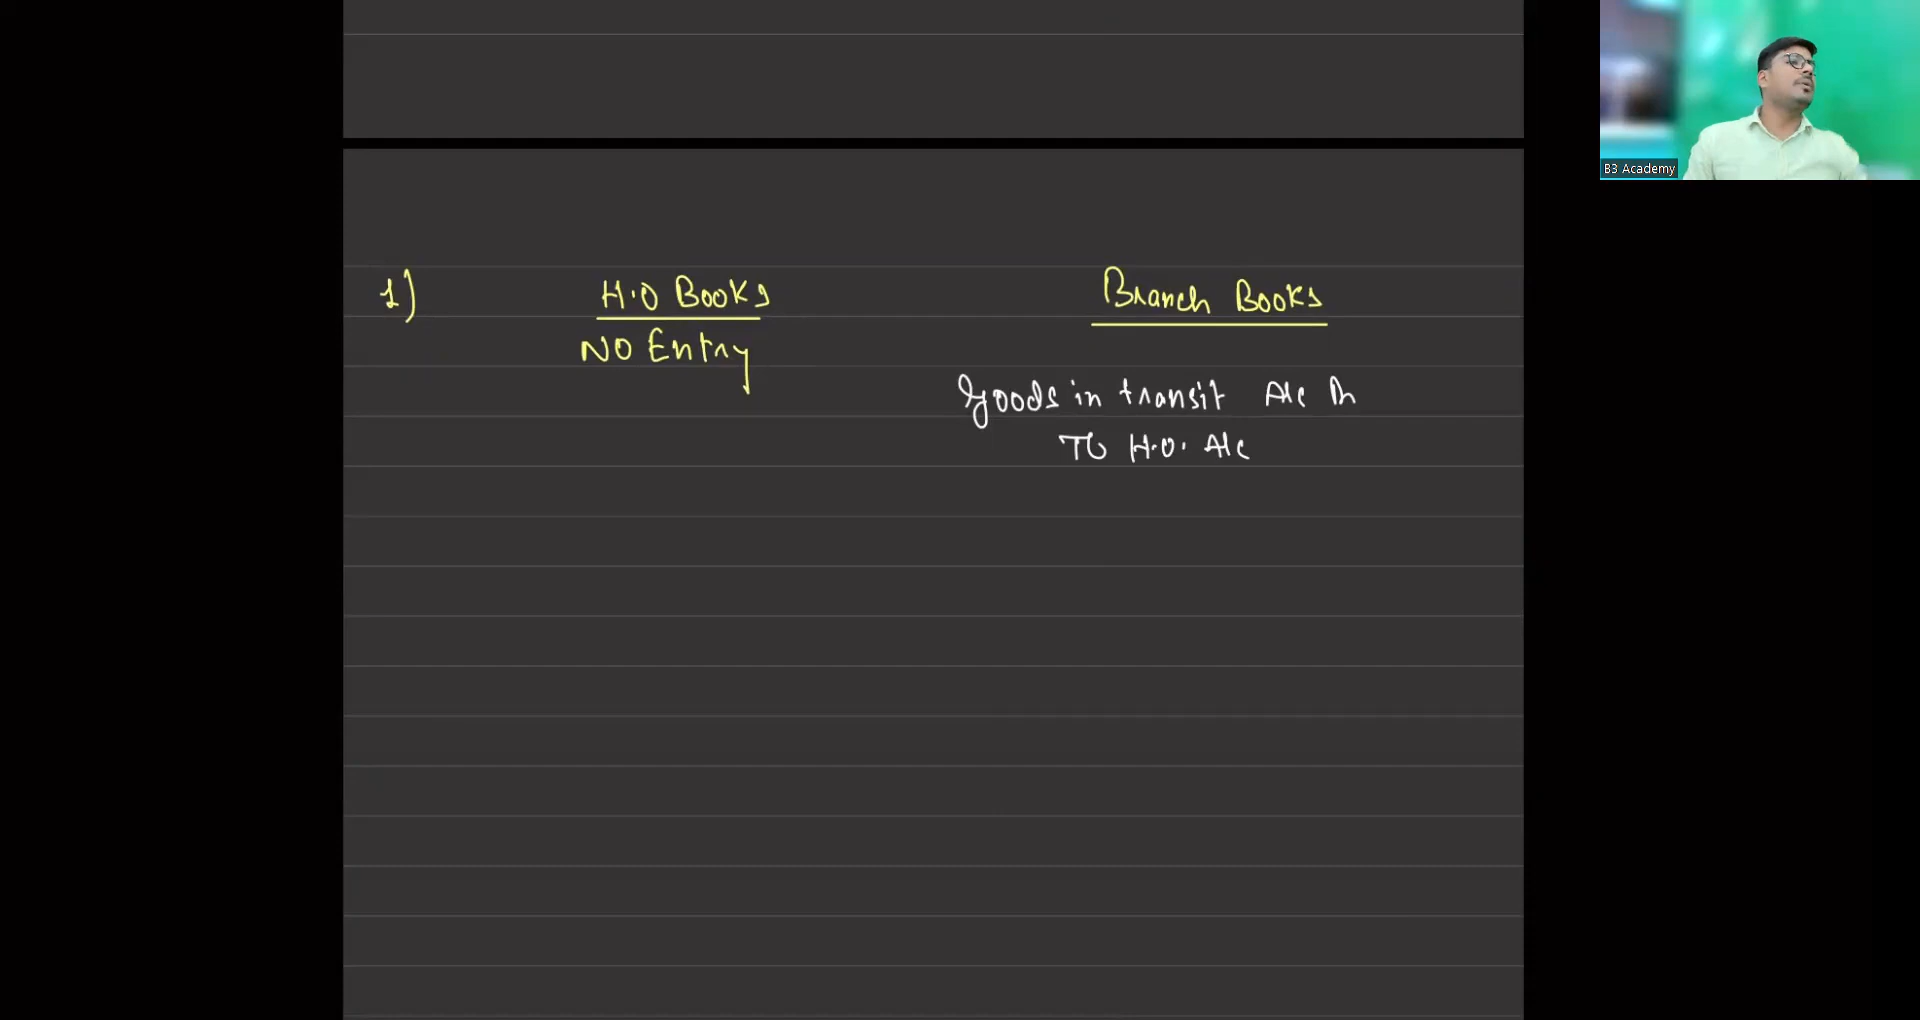 B3 Academy
1) H.O Books Branch Books
NO Entry
Goods in transit A/c Dr
To H.O. A/c